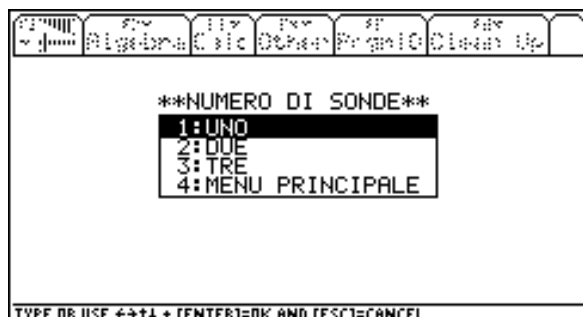 Algebra Calc Other PrgmIO Clean Up
**NUMERO DI SONDE**
1:UNO
2:DUE
3:TRE
4:MENU PRINCIPALE
TYPE OR USE ←→↑↓ + [ENTER]=OK AND [ESC]=CANCEL